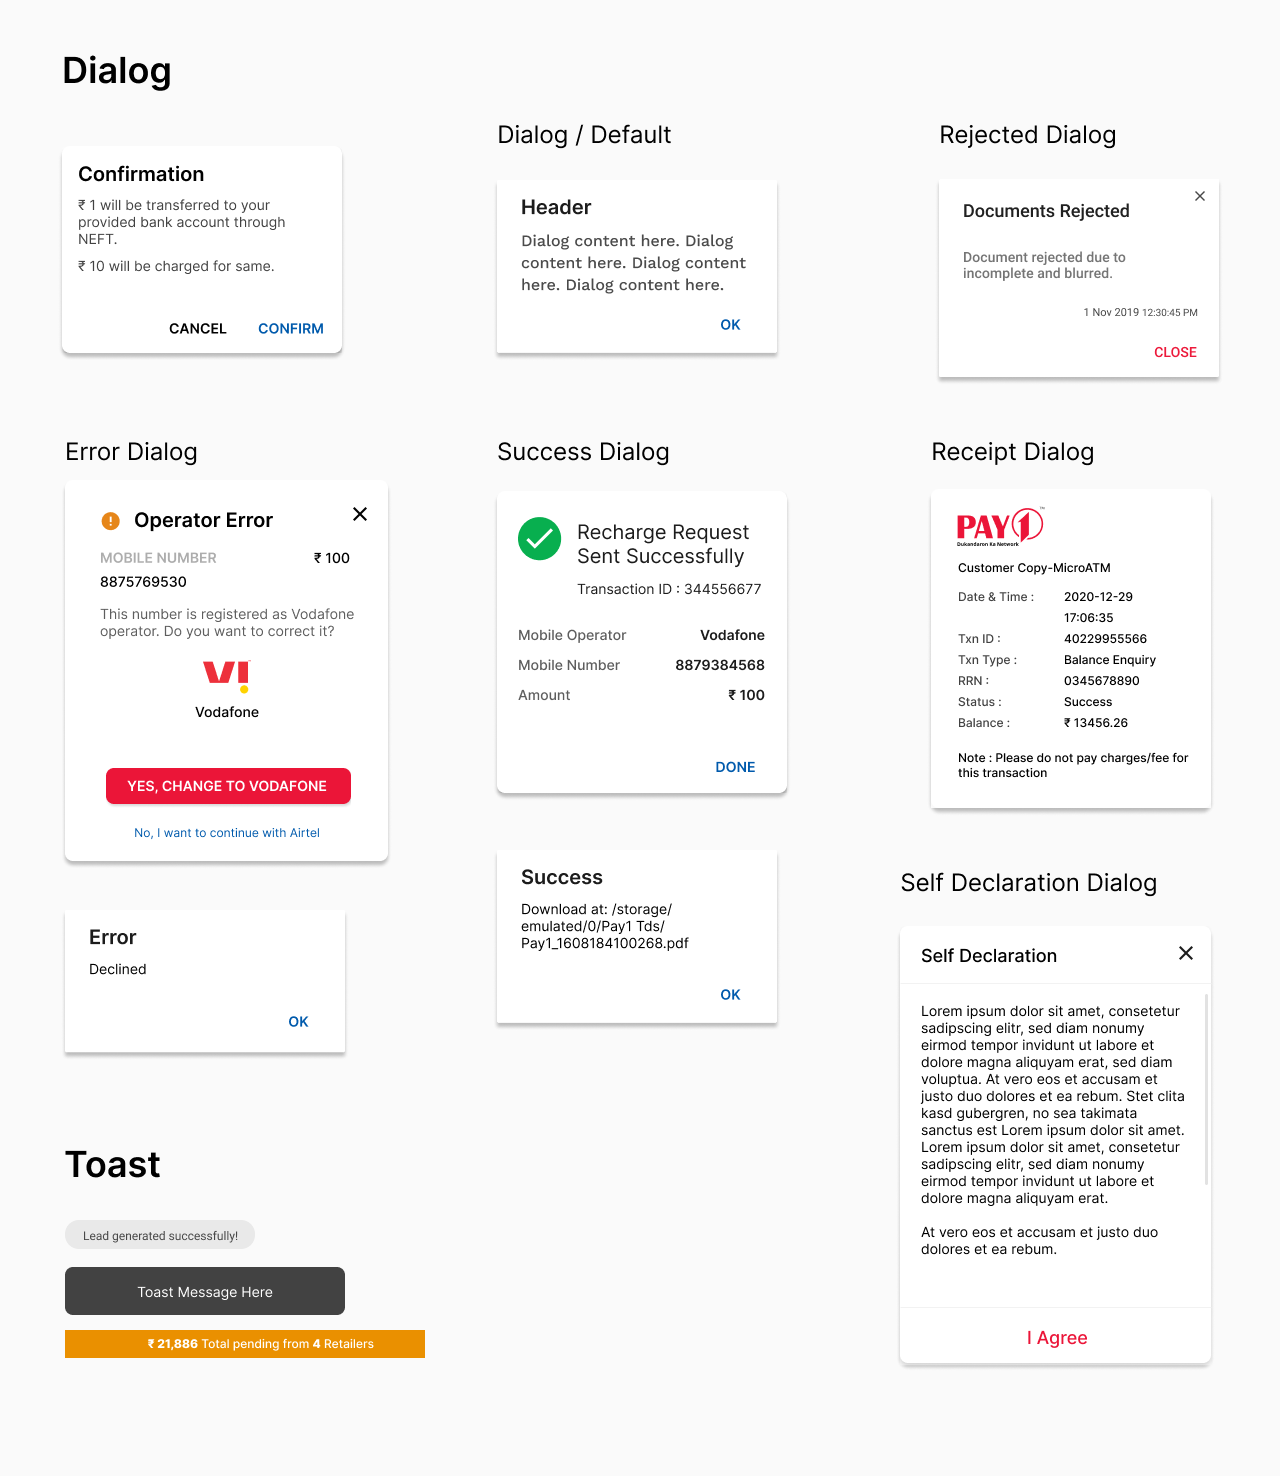 Dialog
Confirmation
₹ 1 will be transferred to your
provided bank account through
NEFT.
₹ 10 will be charged for same.
CANCEL CONFIRM
Dialog / Default
Header
Dialog content here. Dialog
content here. Dialog content
here. Dialog content here.
OK
Rejected Dialog
Documents Rejected
Document rejected due to
incomplete and blurred.
1 Nov 2019 12:30:45 PM
CLOSE
Error Dialog
Operator Error
MOBILE NUMBER ₹ 100
8875769530
This number is registered as Vodafone
operator. Do you want to correct it?
VI
Vodafone
YES, CHANGE TO VODAFONE
No, I want to continue with Airtel
Error
Declined
OK
Success Dialog
Recharge Request
Sent Successfully
Transaction ID : 344556677
Mobile Operator Vodafone
Mobile Number 8879384568
Amount ₹ 100
DONE
Success
Download at: /storage/
emulated/0/Pay1 Tds/
Pay1_1608184100268.pdf
OK
Receipt Dialog
PAY1 ™
Dukandaron Ka Network
Customer Copy-MicroATM
Date & Time : 2020-12-29
17:06:35
Txn ID : 40229955566
Txn Type : Balance Enquiry
RRN : 0345678890
Status : Success
Balance : ₹ 13456.26
Note : Please do not pay charges/fee for
this transaction
Self Declaration Dialog
Self Declaration
Lorem ipsum dolor sit amet, consetetur
sadipscing elitr, sed diam nonumy
eirmod tempor invidunt ut labore et
dolore magna aliquyam erat, sed diam
voluptua. At vero eos et accusam et
justo duo dolores et ea rebum. Stet clita
kasd gubergren, no sea takimata
sanctus est Lorem ipsum dolor sit amet.
Lorem ipsum dolor sit amet, consetetur
sadipscing elitr, sed diam nonumy
eirmod tempor invidunt ut labore et
dolore magna aliquyam erat.
At vero eos et accusam et justo duo
dolores et ea rebum.
I Agree
Toast
Lead generated successfully!
Toast Message Here
₹ 21,886 Total pending from 4 Retailers